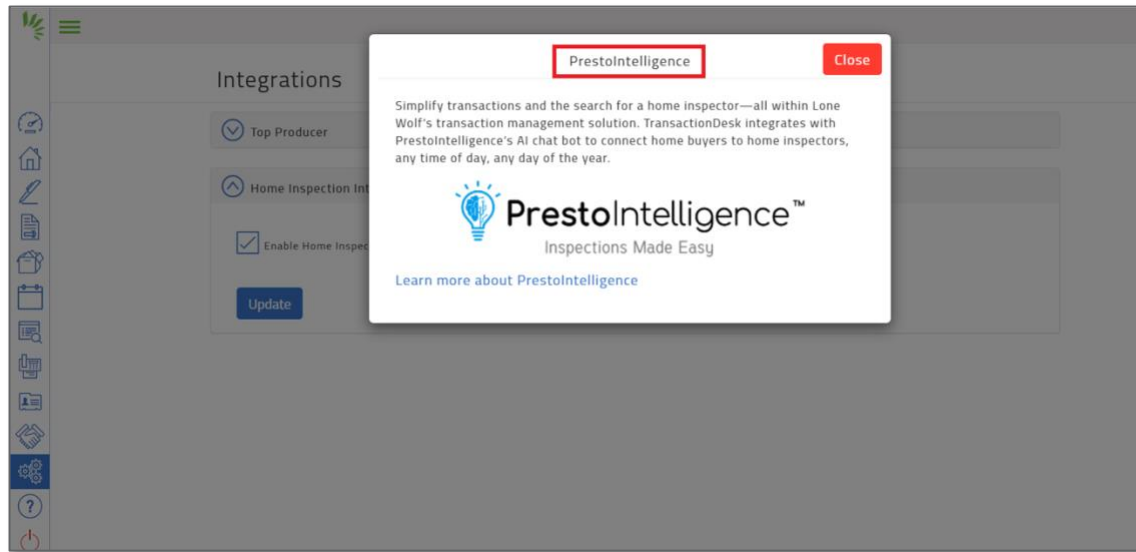 PrestoIntelligence
Close
Integrations
Simplify transactions and the search for a home inspector—all within Lone
Wolf's transaction management solution. TransactionDesk integrates with
PrestoIntelligence's AI chat bot to connect home buyers to home inspectors,
any time of day, any day of the year.
Top Producer
Home Inspection Int
PrestoIntelligence™
Inspections Made Easy
Enable Home Inspec
Learn more about PrestoIntelligence
Update
?